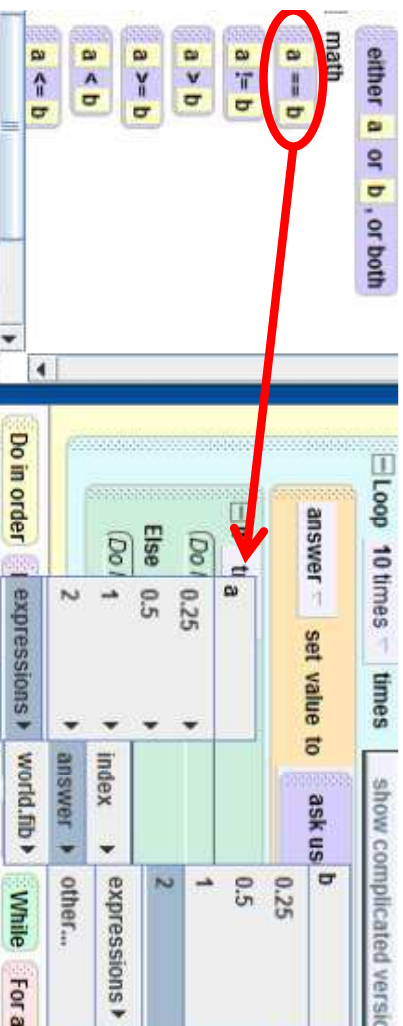 either a or b , or both
math
a == b
a != b
a > b
a >= b
a < b
a <= b
Loop 10 times times show complicated versio
answer set value to ask us
a
0.25
0.5
1
2
expressions
Else
index
answer
world.fib
b
0.25
0.5
1
2
expressions
other...
Do in order
While
For a